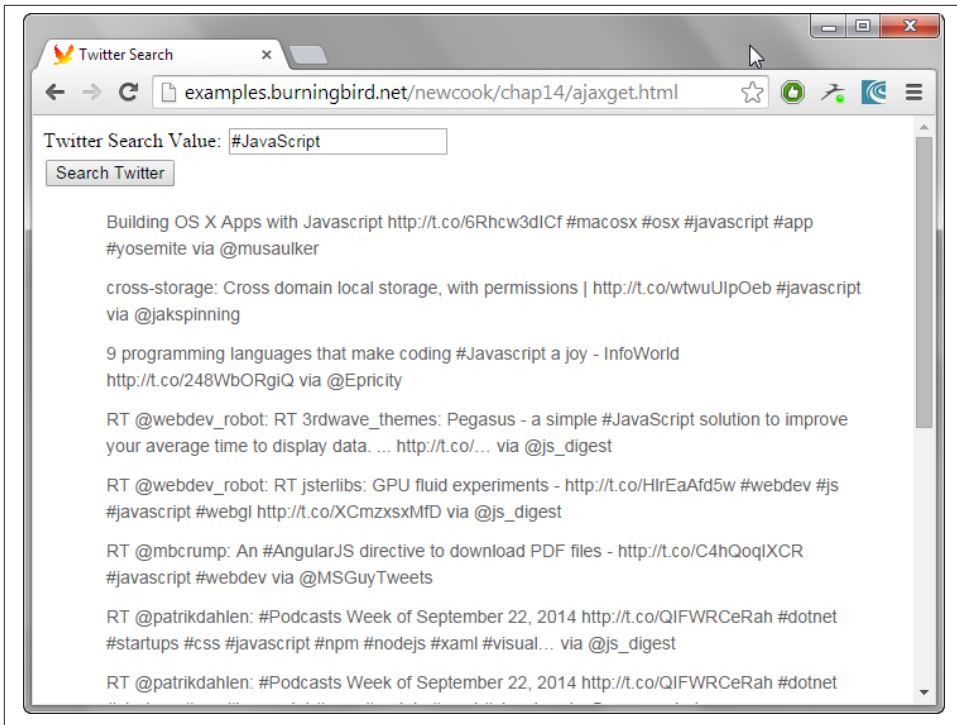 Twitter Search
examples.burningbird.net/newcook/chap14/ajaxget.html
Twitter Search Value: #JavaScript
Search Twitter
Building OS X Apps with Javascript http://t.co/6Rhcw3dICf #macosx #osx #javascript #app
#yosemite via @musaulker
cross-storage: Cross domain local storage, with permissions | http://t.co/wtwuUIpOeb #javascript
via @jakspinning
9 programming languages that make coding #Javascript a joy - InfoWorld
http://t.co/248WbORgiQ via @Epricity
RT @webdev_robot: RT 3rdwave_themes: Pegasus - a simple #JavaScript solution to improve
your average time to display data. ... http://t.co/… via @js_digest
RT @webdev_robot: RT jsterlibs: GPU fluid experiments - http://t.co/HIrEaAfd5w #webdev #js
#javascript #webgl http://t.co/XCmzxsxMfD via @js_digest
RT @mbcrump: An #AngularJS directive to download PDF files - http://t.co/C4hQoqIXCR
#javascript #webdev via @MSGuyTweets
RT @patrikdahlen: #Podcasts Week of September 22, 2014 http://t.co/QIFWRCeRah #dotnet
#startups #css #javascript #npm #nodejs #xaml #visual… via @js_digest
RT @patrikdahlen: #Podcasts Week of September 22, 2014 http://t.co/QIFWRCeRah #dotnet